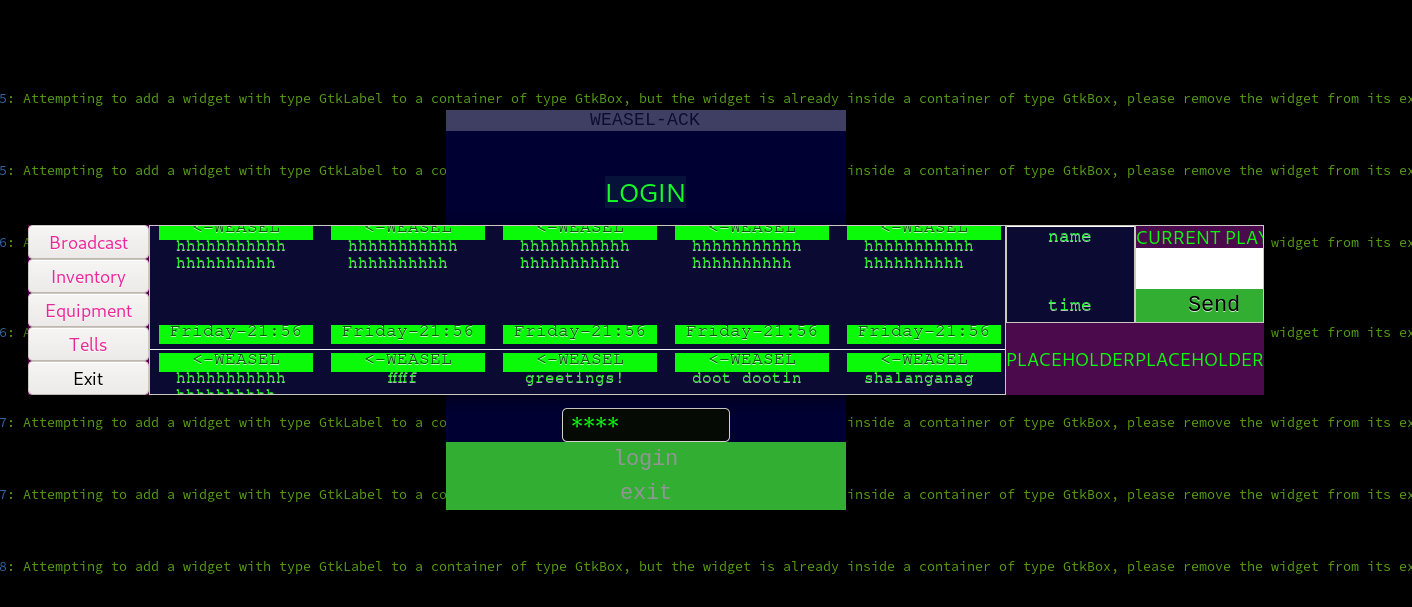 5: Attempting to add a widget with type GtkLabel to a container of type GtkBox, but the widget is already inside a container of type GtkBox, please remove the widget from its ex
WEASEL-ACK
5: Attempting to add a widget with type GtkLabel to a co inside a container of type GtkBox, please remove the widget from its ex
LOGIN
Broadcast
Inventory
Equipment
Tells
Exit
<-WEASEL <-WEASEL <-WEASEL <-WEASEL <-WEASEL
hhhhhhhhhhh hhhhhhhhhhh hhhhhhhhhhh hhhhhhhhhhh hhhhhhhhhhh
hhhhhhhhhh hhhhhhhhhh hhhhhhhhhh hhhhhhhhhh hhhhhhhhhh
Friday-21:56 Friday-21:56 Friday-21:56 Friday-21:56 Friday-21:56
<-WEASEL <-WEASEL <-WEASEL <-WEASEL <-WEASEL
hhhhhhhhhhh fffff greetings! doot dootin shalanganag
hhhhhhhhhh
name
time
CURRENT PLAY
Send
PLACEHOLDER PLACEHOLDER
6: widget from its ex
6: widget from its ex
****
7: Attempting to add a widget with type GtkLabel to a co inside a container of type GtkBox, please remove the widget from its ex
login
exit
7: Attempting to add a widget with type GtkLabel to a co inside a container of type GtkBox, please remove the widget from its ex
8: Attempting to add a widget with type GtkLabel to a container of type GtkBox, but the widget is already inside a container of type GtkBox, please remove the widget from its ex